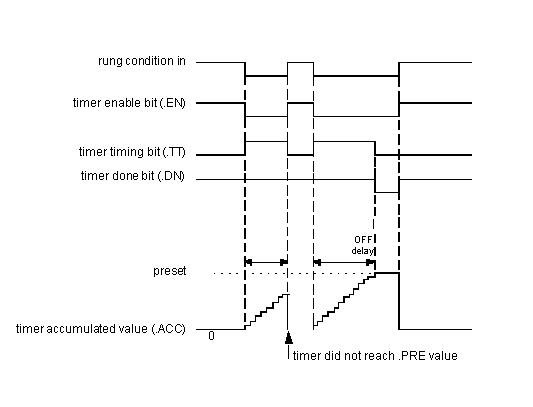 rung condition in
timer enable bit (.EN)
timer timing bit (.TT)
timer done bit (.DN)
OFF
delay
preset
timer accumulated value (.ACC)
0
timer did not reach .PRE value